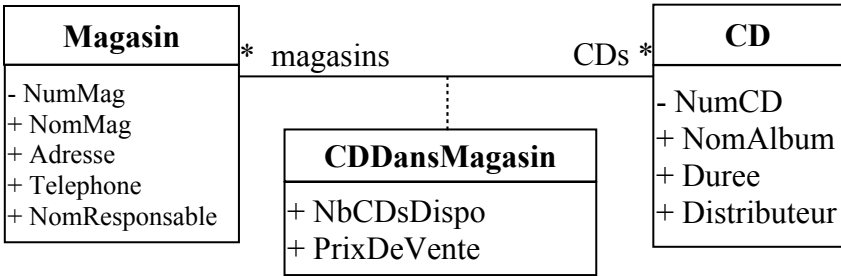 Magasin
- NumMag
+ NomMag
+ Adresse
+ Telephone
+ NomResponsable
* magasins
CDs *
CDDansMagasin
+ NbCDsDispo
+ PrixDeVente
CD
- NumCD
+ NomAlbum
+ Duree
+ Distributeur